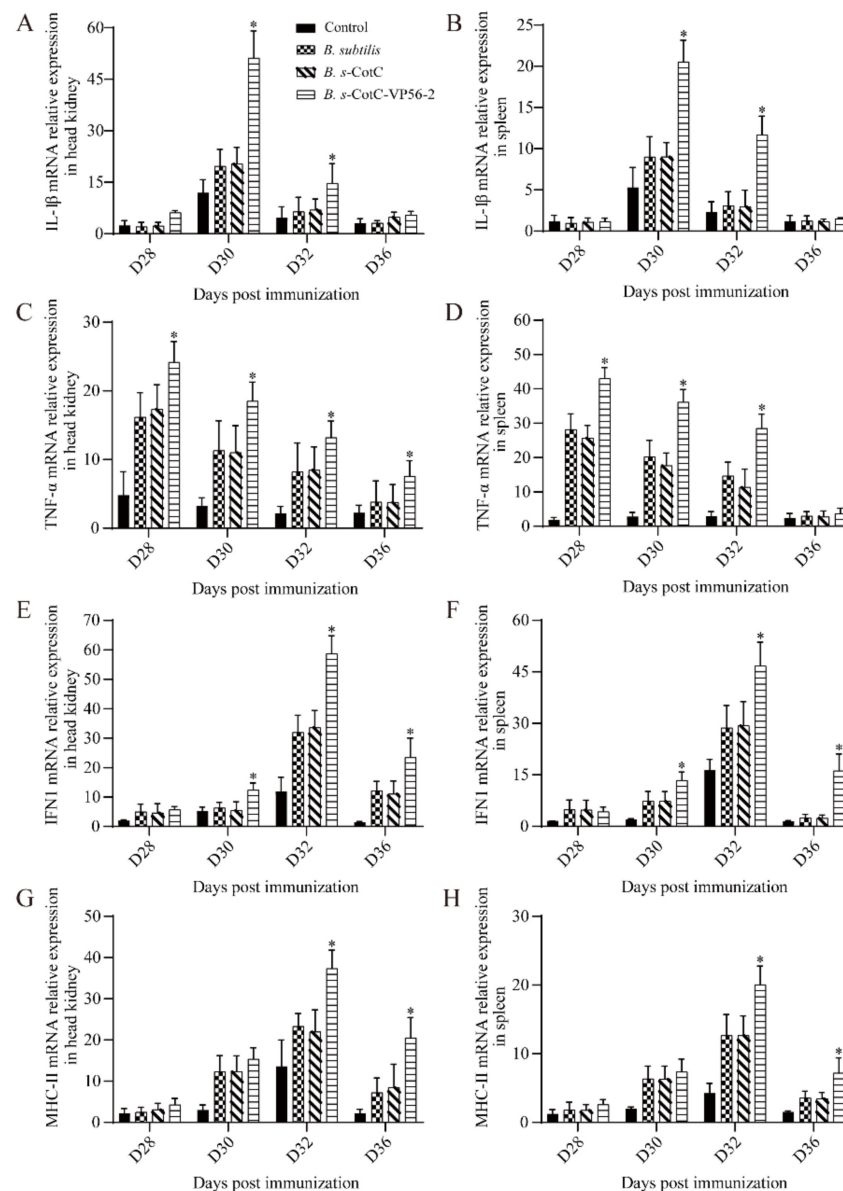 A
IL-1β mRNA relative expression
in head kidney
60
45
30
15
0
*
*
D28
D30
D32
D36
Days post immunization
Control
B. subtilis
B. s-CotC
B. s-CotC-VP56-2
B
IL-1β mRNA relative expression
in spleen
25
20
15
10
5
0
*
*
D28
D30
D32
D36
Days post immunization
C
TNF-α mRNA relative expression
in head kidney
30
20
10
0
*
*
*
*
D28
D30
D32
D36
Days post immunization
D
TNF-α mRNA relative expression
in spleen
60
50
40
30
20
10
0
*
*
*
D28
D30
D32
D36
Days post immunization
E
IFN1 mRNA relative expression
in head kidney
70
60
50
40
30
20
10
0
*
*
*
D28
D30
D32
D36
Days post immunization
F
IFN1 mRNA relative expression
in spleen
60
45
30
15
0
*
*
*
D28
D30
D32
D36
Days post immunization
G
MHC-II mRNA relative expression
in head kidney
50
40
30
20
10
0
*
*
D28
D30
D32
D36
Days post immunization
H
MHC-II mRNA relative expression
in spleen
30
20
10
0
*
*
D28
D30
D32
D36
Days post immunization